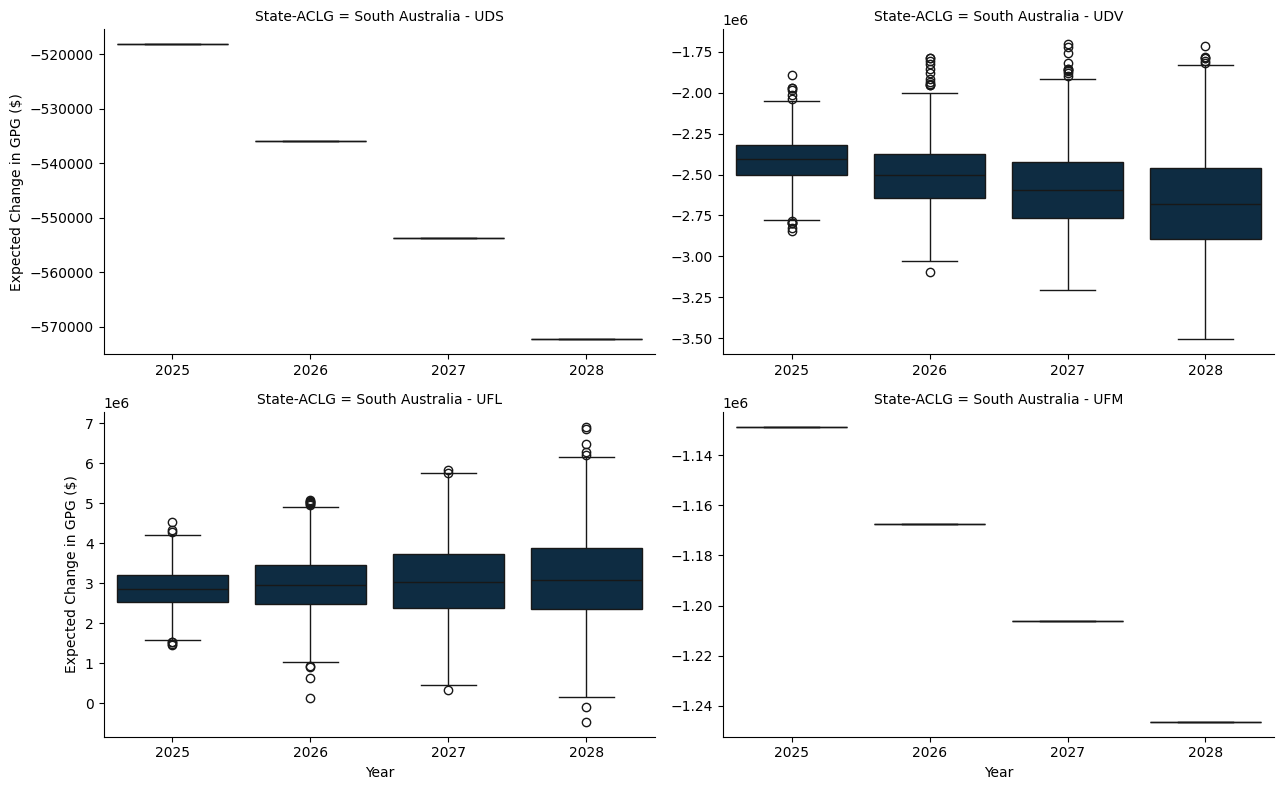 State-ACLG = South Australia - UDS
Expected Change in GPG ($)
−520000
−530000
−540000
−550000
−560000
−570000
2025 2026 2027 2028
State-ACLG = South Australia - UDV
1e6
−1.75
−2.00
−2.25
−2.50
−2.75
−3.00
−3.25
−3.50
2025 2026 2027 2028
State-ACLG = South Australia - UFL
1e6
Expected Change in GPG ($)
7
6
5
4
3
2
1
0
2025 2026 2027 2028
Year
State-ACLG = South Australia - UFM
1e6
−1.14
−1.16
−1.18
−1.20
−1.22
−1.24
2025 2026 2027 2028
Year